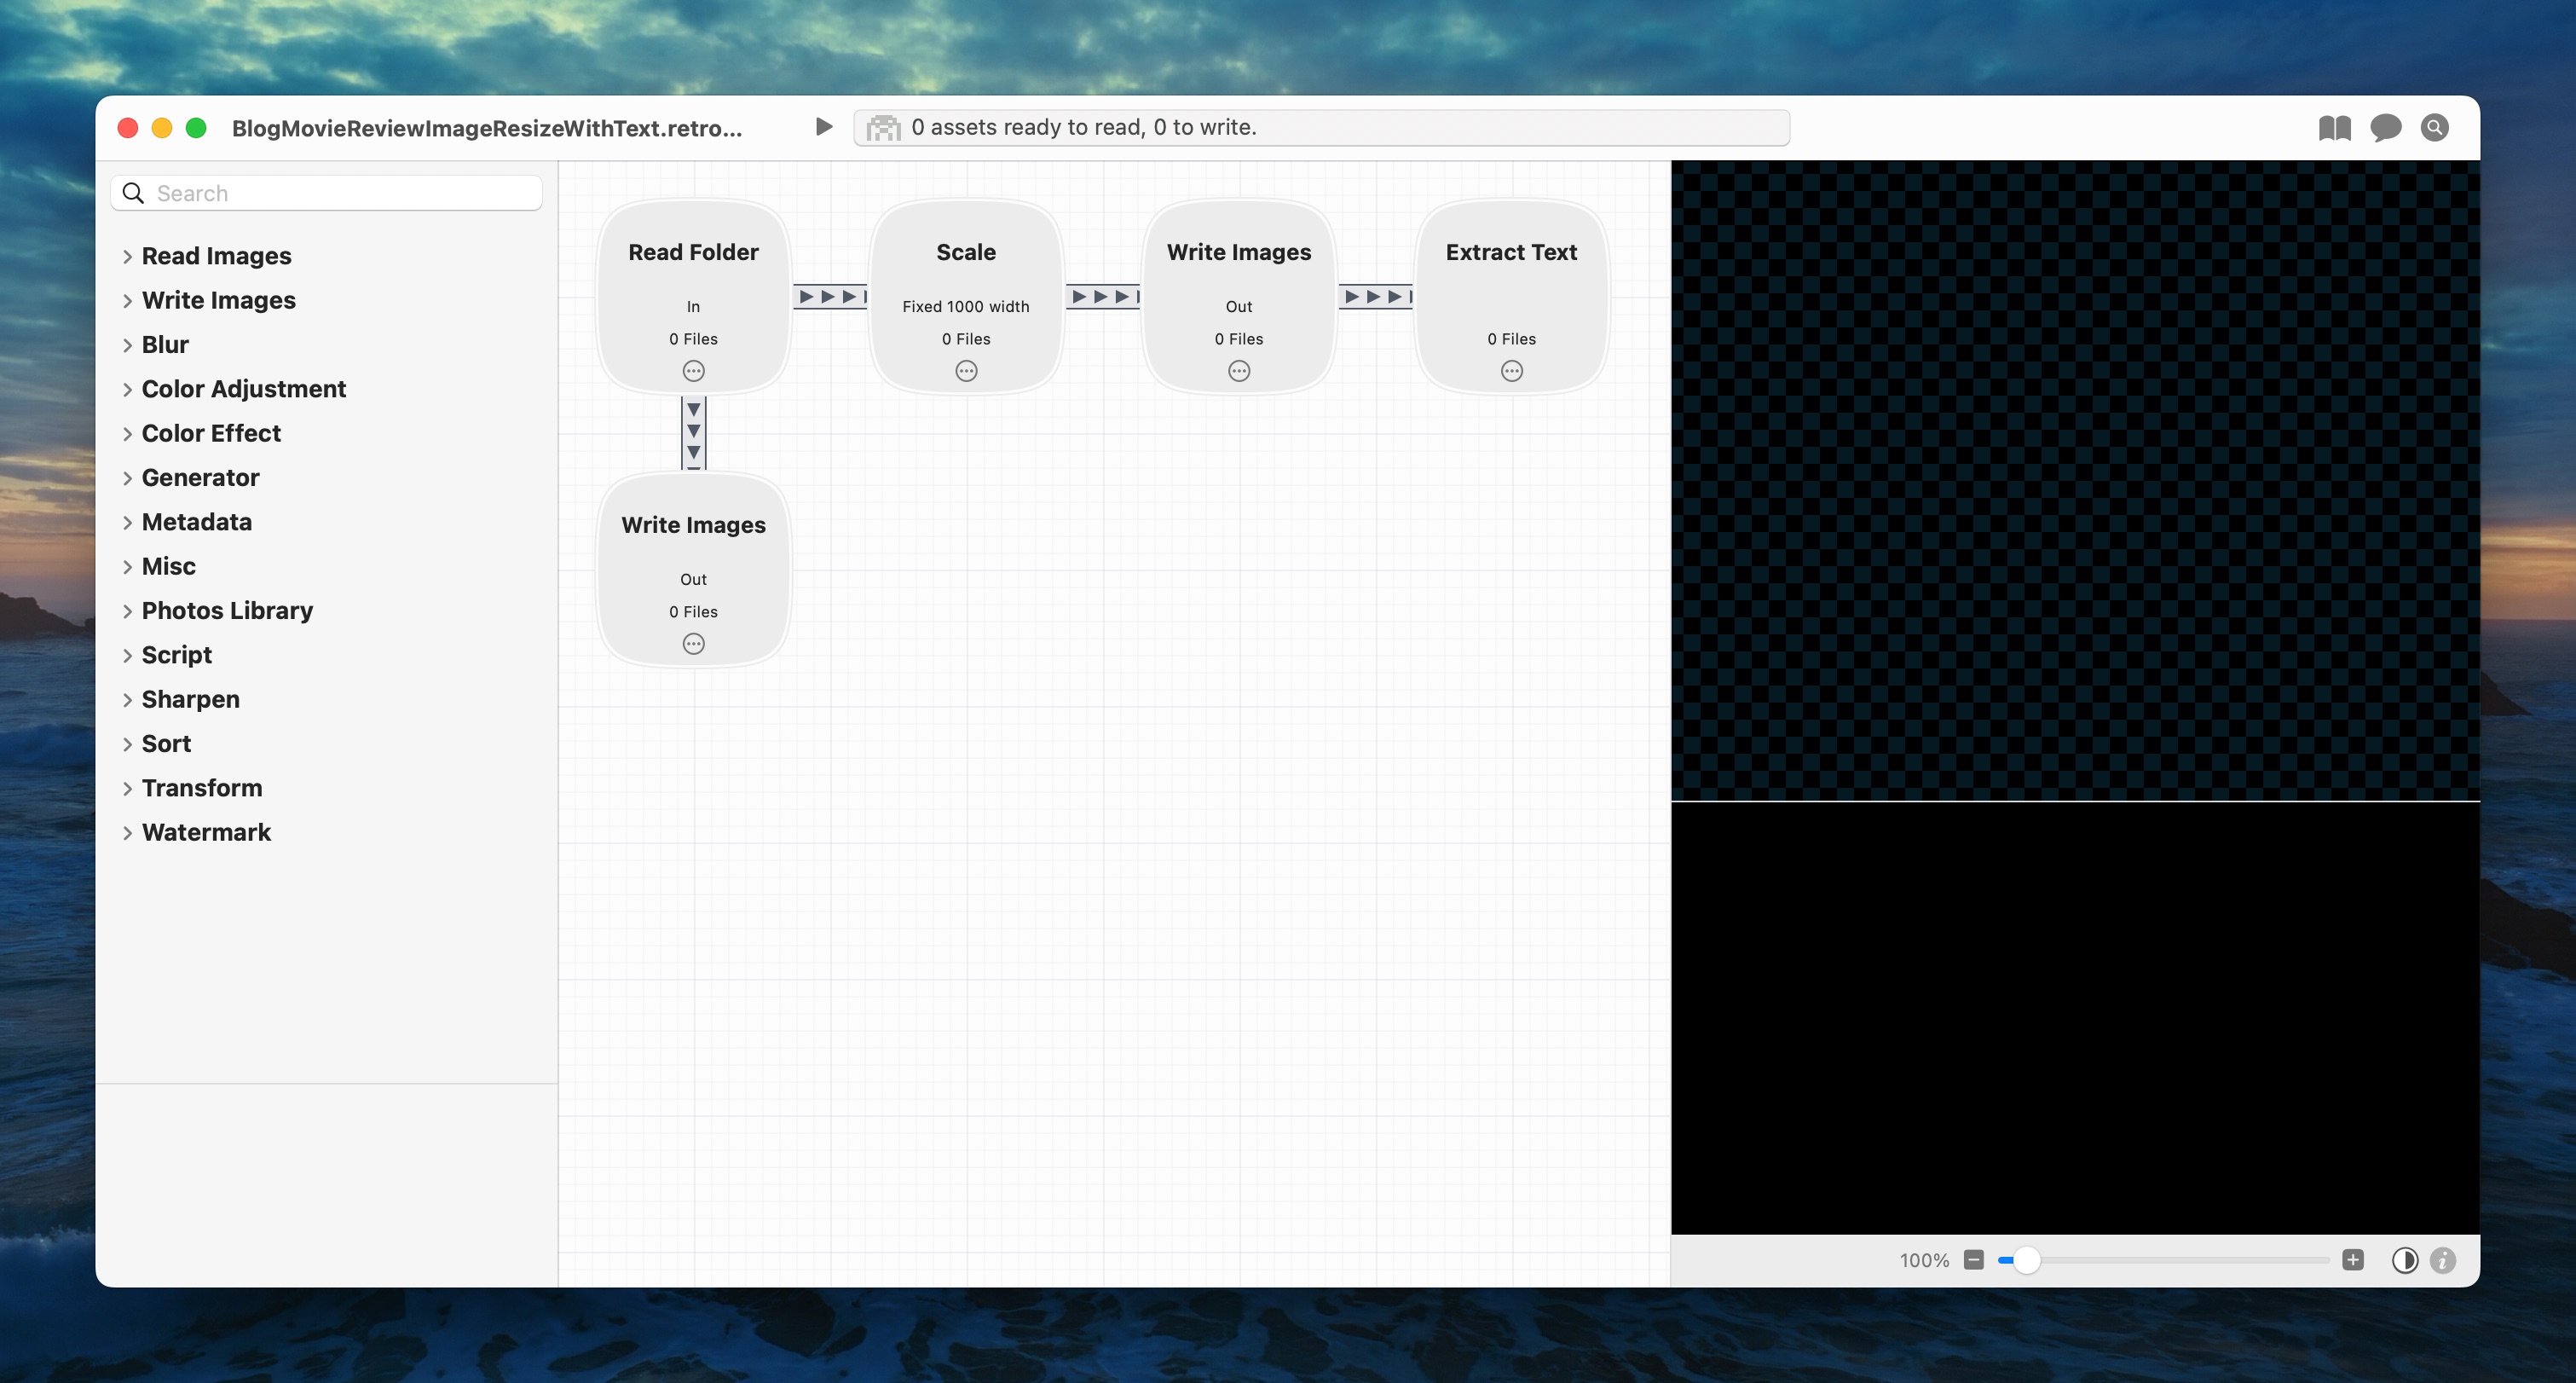 BlogMovieReviewImageResizeWithText.retro...
0 assets ready to read, 0 to write.
Search
Read Images
Write Images
Blur
Color Adjustment
Color Effect
Generator
Metadata
Misc
Photos Library
Script
Sharpen
Sort
Transform
Watermark
Read Folder
In
0 Files
Scale
Fixed 1000 width
0 Files
Write Images
Out
0 Files
Extract Text
0 Files
Write Images
Out
0 Files
100%